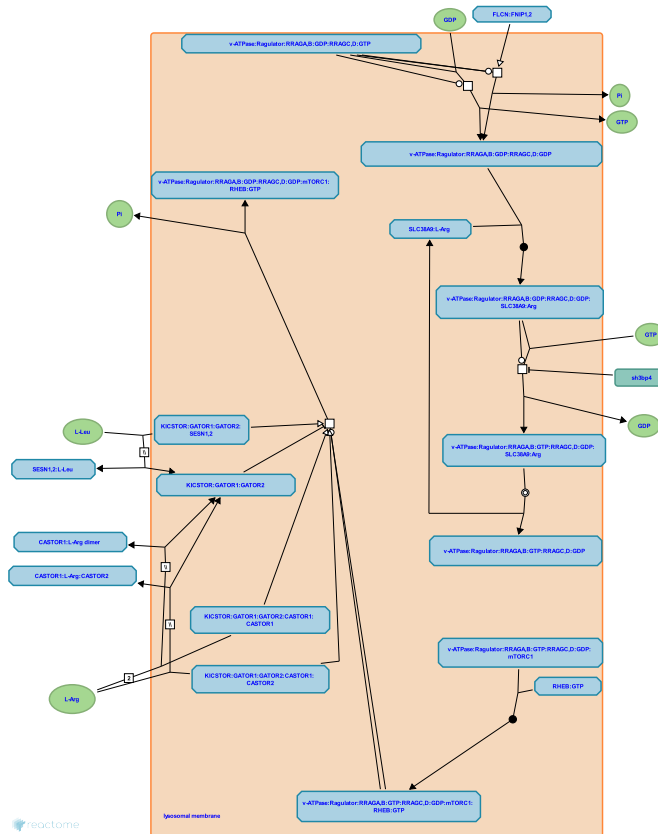 GDP
FLCN:FNIP1,2
v-ATPase:Ragulator:RRAGA,B:GDP:RRAGC,D:GTP
Pi
GTP
v-ATPase:Ragulator:RRAGA,B:GDP:RRAGC,D:GDP
v-ATPase:Ragulator:RRAGA,B:GDP:RRAGC,D:GDP:mTORC1:
RHEB:GTP
Pi
SLC38A9:L-Arg
v-ATPase:Ragulator:RRAGA,B:GDP:RRAGC,D:GDP:
SLC38A9:Arg
GTP
sh3bp4
GDP
L-Leu
KICSTOR:GATOR1:GATOR2:
SESN1,2
v-ATPase:Ragulator:RRAGA,B:GTP:RRAGC,D:GDP:
SLC38A9:Arg
SESN1,2:L-Leu
KICSTOR:GATOR1:GATOR2
CASTOR1:L-Arg dimer
v-ATPase:Ragulator:RRAGA,B:GTP:RRAGC,D:GDP
CASTOR1:L-Arg:CASTOR2
KICSTOR:GATOR1:GATOR2:CASTOR1:
CASTOR1
v-ATPase:Ragulator:RRAGA,B:GTP:RRAGC,D:GDP:
mTORC1
KICSTOR:GATOR1:GATOR2:CASTOR1:
CASTOR2
2
RHEB:GTP
L-Arg
v-ATPase:Ragulator:RRAGA,B:GTP:RRAGC,D:GDP:mTORC1:
RHEB:GTP
lysosomal membrane
reactome